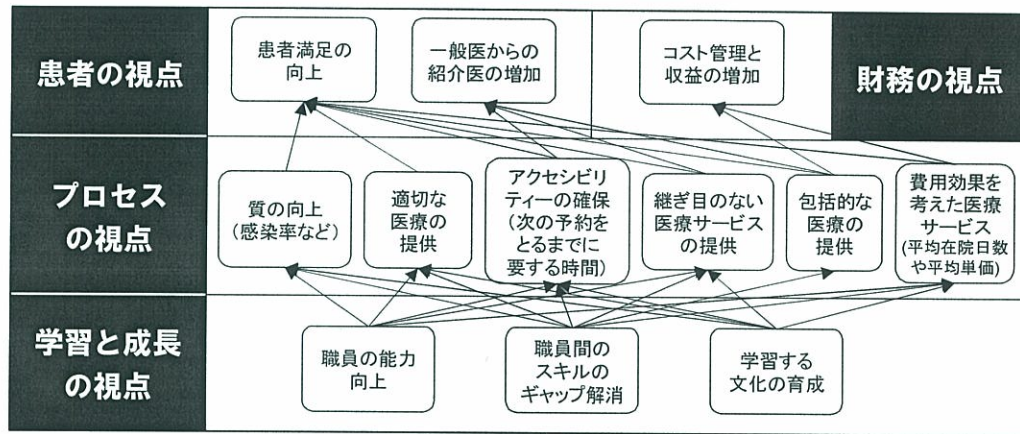 患者の視点
患者満足の
向上
一般医からの
紹介医の増加
コスト管理と
収益の増加
財務の視点
プロセス
の視点
質の向上
(感染率など)
適切な
医療の
提供
アクセシビリ
ティーの確保
(次の予約を
とるまでに
要する時間)
継ぎ目のない
医療サービス
の提供
包括的な
医療の
提供
費用効果を
考えた医療
サービス
(平均在院日数
や平均単価)
学習と成長
の視点
職員の能力
向上
職員間の
スキルの
ギャップ解消
学習する
文化の育成